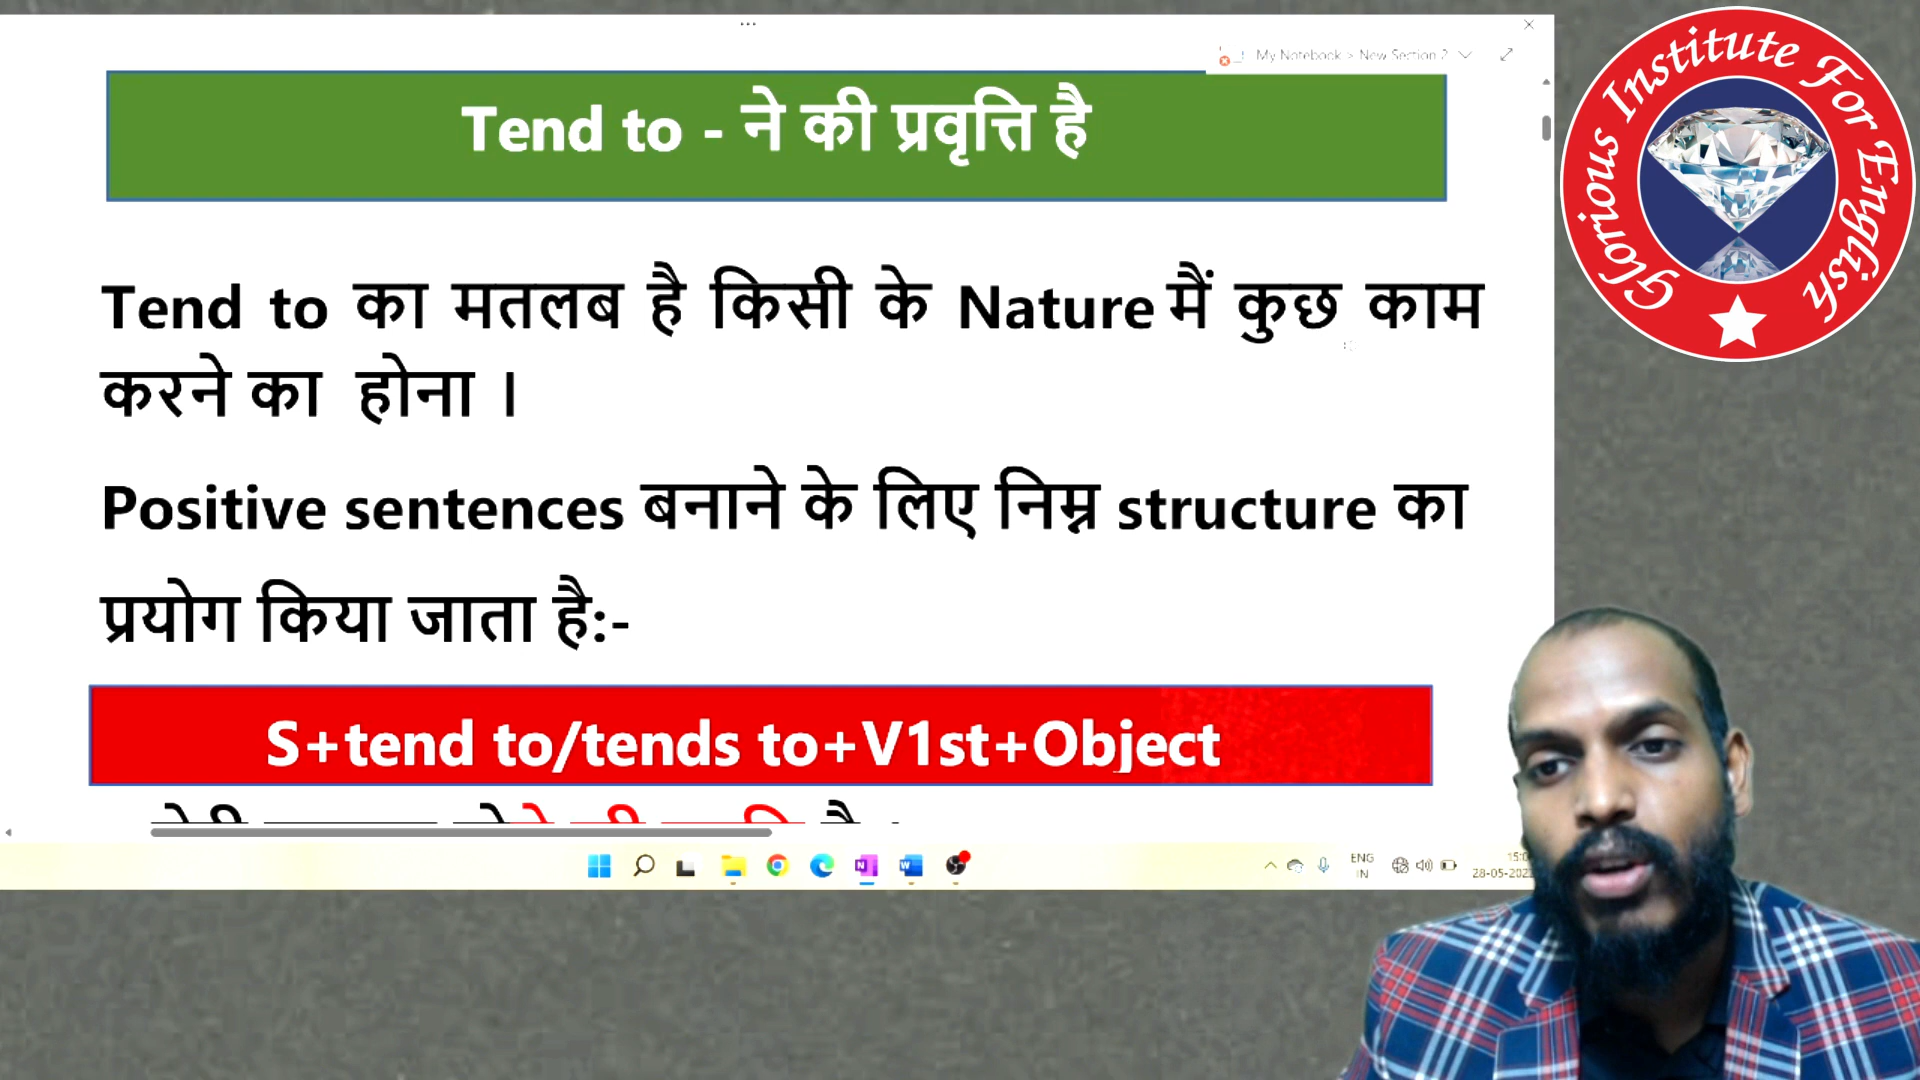 My Notebook > New Section 2
Tend to - ने की प्रवृत्ति है
Tend to का मतलब है किसी के Nature मैं कुछ काम
करने का होना ।
Positive sentences बनाने के लिए निम्न structure का
प्रयोग किया जाता है:-
S+tend to/tends to+V1st+Object
ENG
IN
28-05-202
Glorious Institute For English